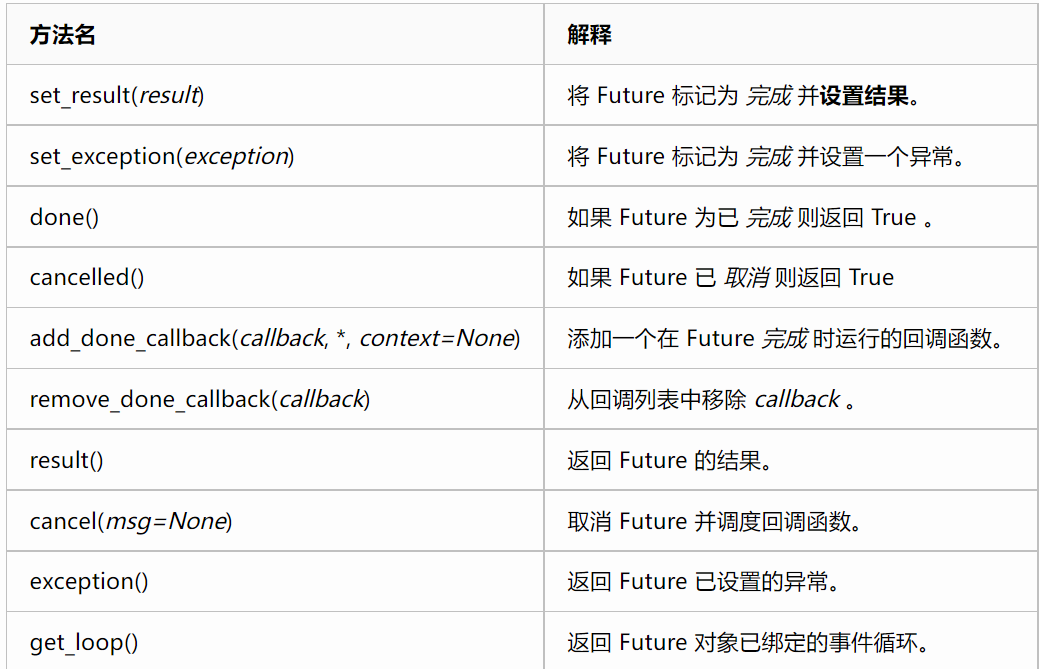 方法名 解释
set_result(result) 将 Future 标记为 完成 并设置结果。
set_exception(exception) 将 Future 标记为 完成 并设置一个异常。
done() 如果 Future 为已 完成 则返回 True 。
cancelled() 如果 Future 已 取消 则返回 True
add_done_callback(callback, *, context=None) 添加一个在 Future 完成 时运行的回调函数。
remove_done_callback(callback) 从回调列表中移除 callback 。
result() 返回 Future 的结果。
cancel(msg=None) 取消 Future 并调度回调函数。
exception() 返回 Future 已设置的异常。
get_loop() 返回 Future 对象已绑定的事件循环。